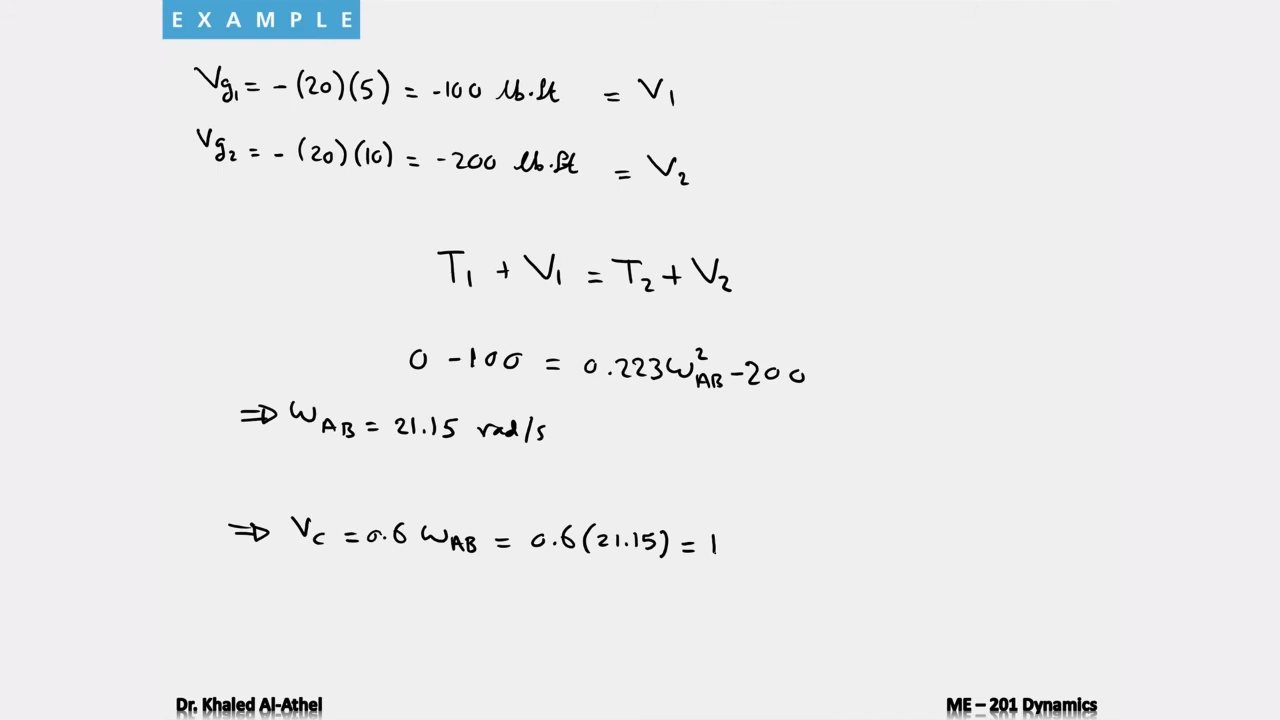 EXAMPLE
Vg₁ = -(20)(5) = -100 lb.ft = V₁
Vg₂ = -(20)(10) = -200 lb.ft = V₂
T₁ + V₁ = T₂ + V₂
0 -100 = 0.223ω²AB -200
⇒ ωAB = 21.15 rad/s
⇒ Vc = 0.6 ωAB = 0.6(21.15) = 1
Dr. Khaled Al-Athel
ME – 201 Dynamics